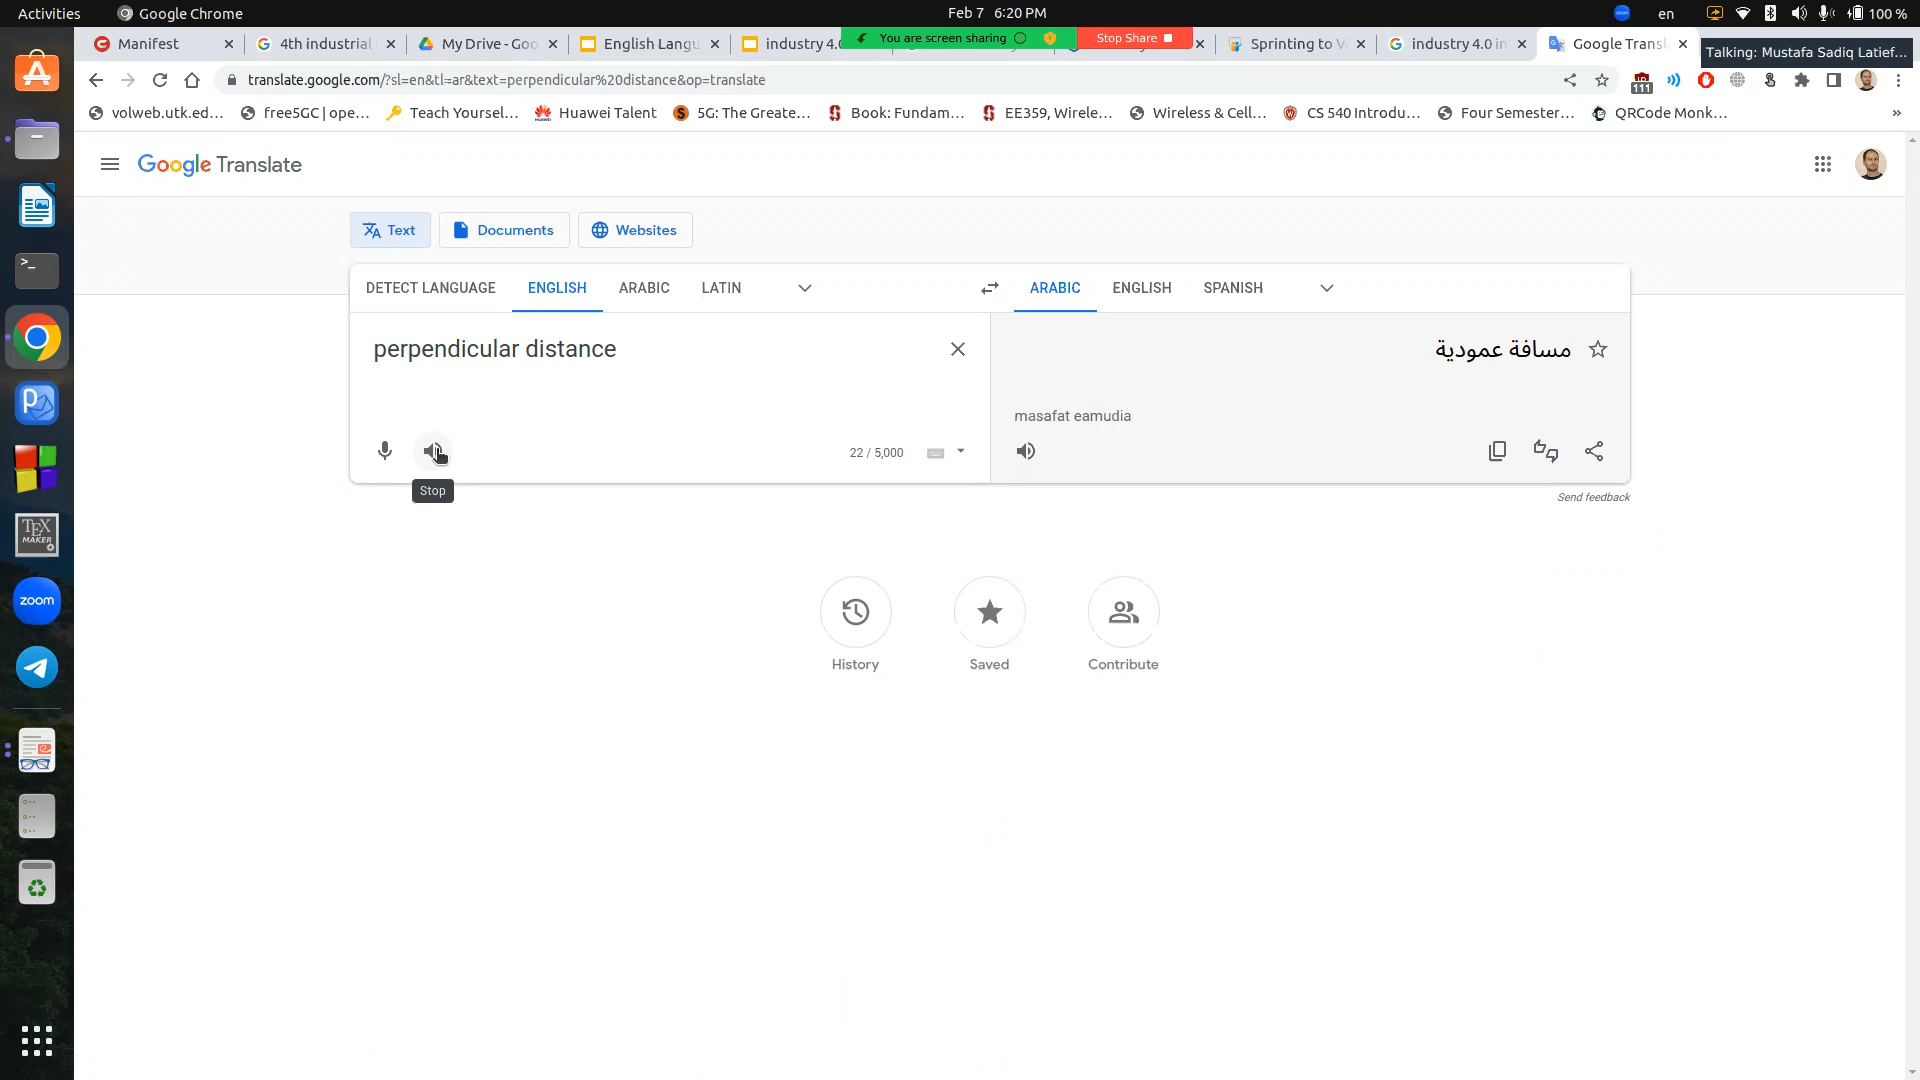 Activities
Google Chrome
Feb 7 6:20 PM
zoom
en
100 %
Manifest
4th industrial
My Drive - Goo
English Langu
industry 4.0
You are screen sharing
Stop Share
Sprinting to V
industry 4.0 in
Google Transl
Talking: Mustafa Sadiq Latief...
translate.google.com/?sl=en&tl=ar&text=perpendicular%20distance&op=translate
111
volweb.utk.ed...
free5GC | ope...
Teach Yoursel...
Huawei Talent
5G: The Greate...
Book: Fundam...
EE359, Wirele...
Wireless & Cell...
CS 540 Introdu...
Four Semester...
QRCode Monk...
»
Google Translate
Text
Documents
Websites
DETECT LANGUAGE
ENGLISH
ARABIC
LATIN
ARABIC
ENGLISH
SPANISH
perpendicular distance
مسافة عمودية
masafat eamudia
22 / 5,000
Stop
Send feedback
History
Saved
Contribute
TEX
MAKER
zoom